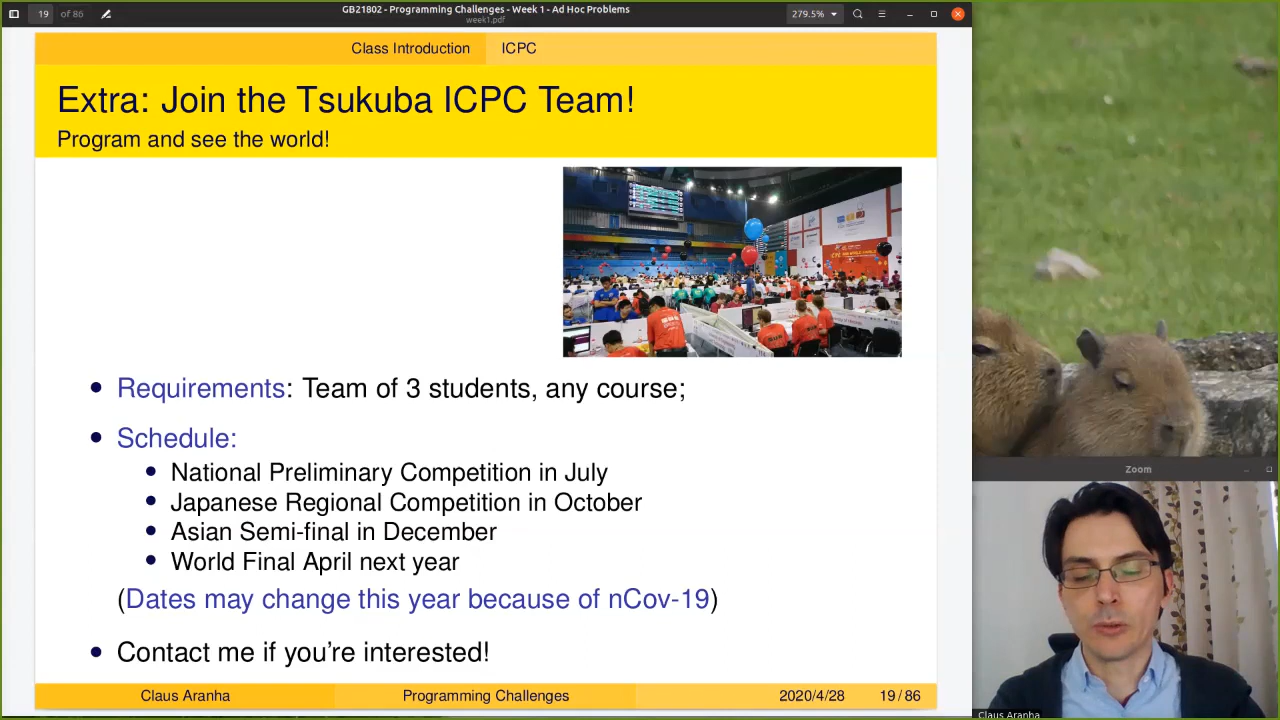 19 of 86
GB21802 - Programming Challenges - Week 1 - Ad Hoc Problems
week1.pdf
279.5%
Class Introduction ICPC
Extra: Join the Tsukuba ICPC Team!
Program and see the world!
• Requirements: Team of 3 students, any course;
• Schedule:
• National Preliminary Competition in July
• Japanese Regional Competition in October
• Asian Semi-final in December
• World Final April next year
(Dates may change this year because of nCov-19)
• Contact me if you're interested!
Claus Aranha Programming Challenges 2020/4/28 19 / 86
Zoom
Claus Aranha